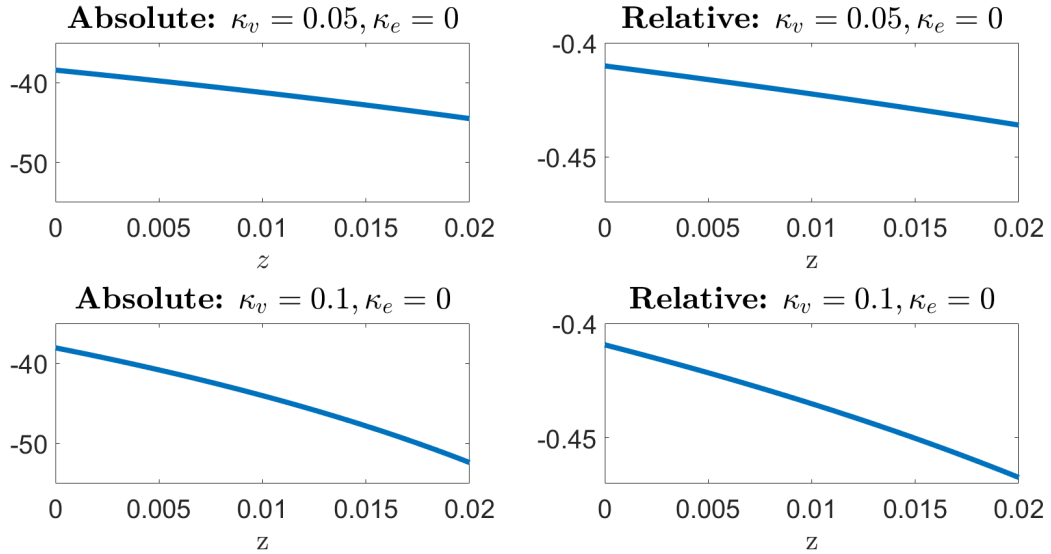 Absolute: κ_v = 0.05, κ_e = 0
-40
-50
0 0.005 0.01 0.015 0.02
z
Relative: κ_v = 0.05, κ_e = 0
-0.4
-0.45
0 0.005 0.01 0.015 0.02
z
Absolute: κ_v = 0.1, κ_e = 0
-40
-50
0 0.005 0.01 0.015 0.02
z
Relative: κ_v = 0.1, κ_e = 0
-0.4
-0.45
0 0.005 0.01 0.015 0.02
z